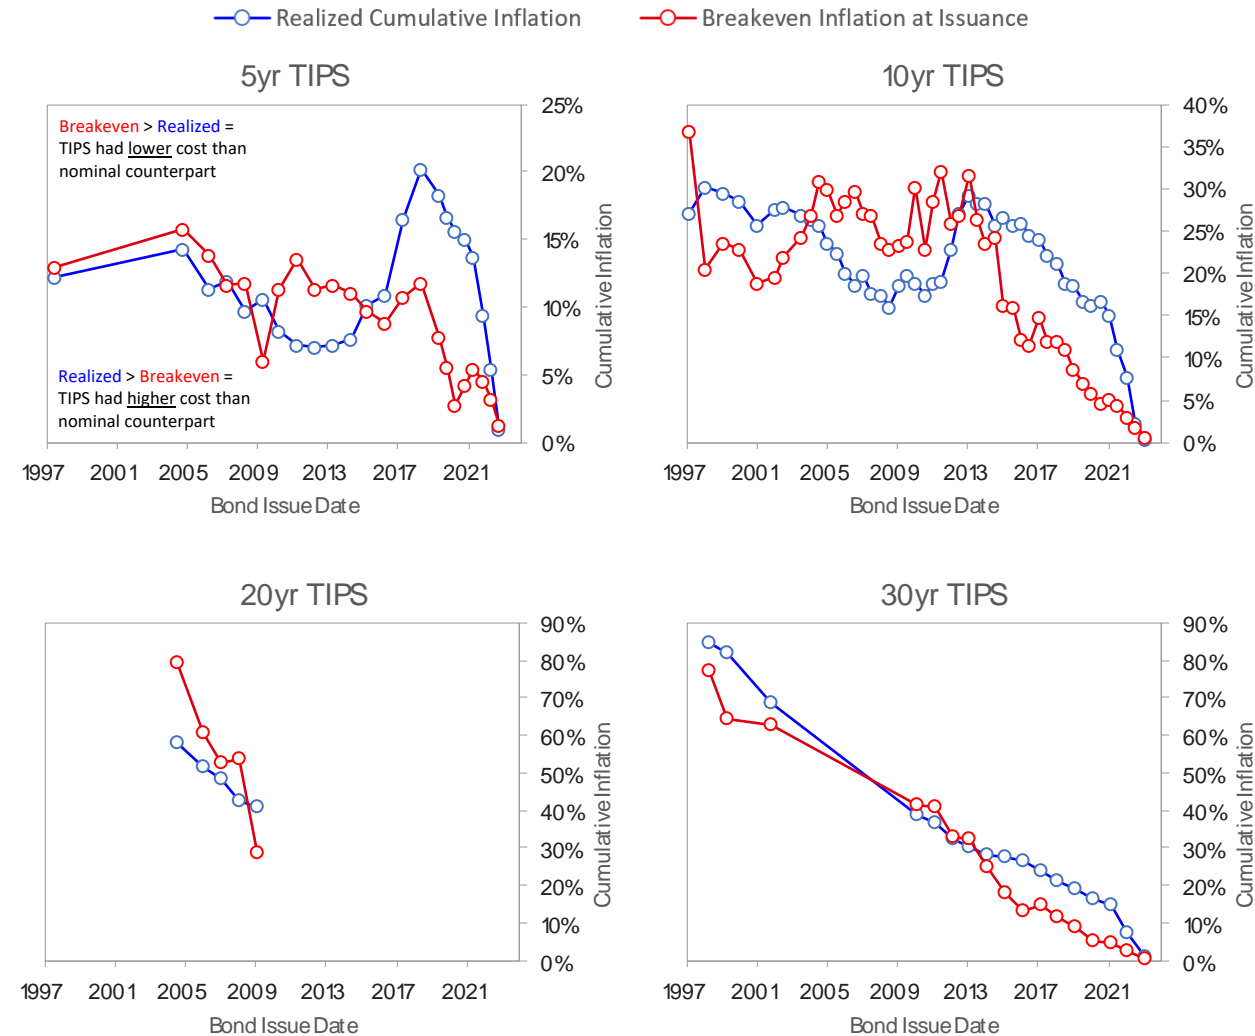 Realized Cumulative Inflation
Breakeven Inflation at Issuance
5yr TIPS
Breakeven > Realized =
TIPS had lower cost than
nominal counterpart
Realized > Breakeven =
TIPS had higher cost than
nominal counterpart
25%
20%
15%
10%
5%
0%
Cumulative Inflation
1997 2001 2005 2009 2013 2017 2021
Bond Issue Date
10yr TIPS
40%
35%
30%
25%
20%
15%
10%
5%
0%
Cumulative Inflation
1997 2001 2005 2009 2013 2017 2021
Bond Issue Date
20yr TIPS
90%
80%
70%
60%
50%
40%
30%
20%
10%
0%
Cumulative Inflation
1997 2001 2005 2009 2013 2017 2021
Bond Issue Date
30yr TIPS
90%
80%
70%
60%
50%
40%
30%
20%
10%
0%
Cumulative Inflation
1997 2001 2005 2009 2013 2017 2021
Bond Issue Date